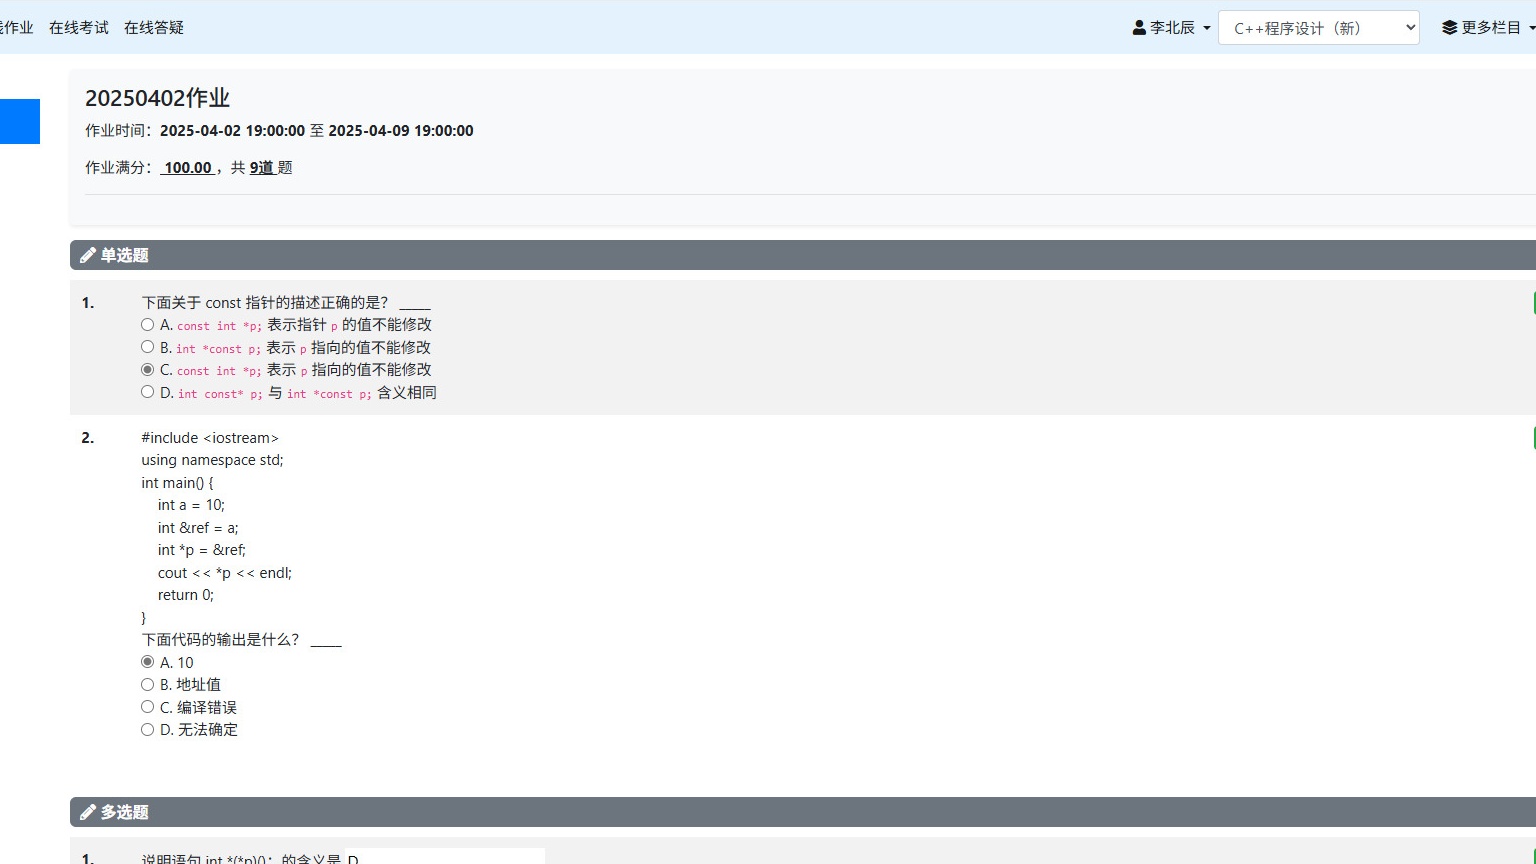 作业 在线考试 在线答疑 李北辰 C++程序设计（新） 更多栏目
20250402作业
作业时间：2025-04-02 19:00:00 至 2025-04-09 19:00:00
作业满分： 100.00 ，共 9道 题
单选题
1. 下面关于 const 指针的描述正确的是？ ____
A. const int *p; 表示指针 p 的值不能修改
B. int *const p; 表示 p 指向的值不能修改
C. const int *p; 表示 p 指向的值不能修改
D. int const* p; 与 int *const p; 含义相同
2. #include <iostream>
using namespace std;
int main() {
int a = 10;
int &ref = a;
int *p = &ref;
cout << *p << endl;
return 0;
}
下面代码的输出是什么？ ____
A. 10
B. 地址值
C. 编译错误
D. 无法确定
多选题
1. 说明语句 int *(*p)(); 的含义是 D